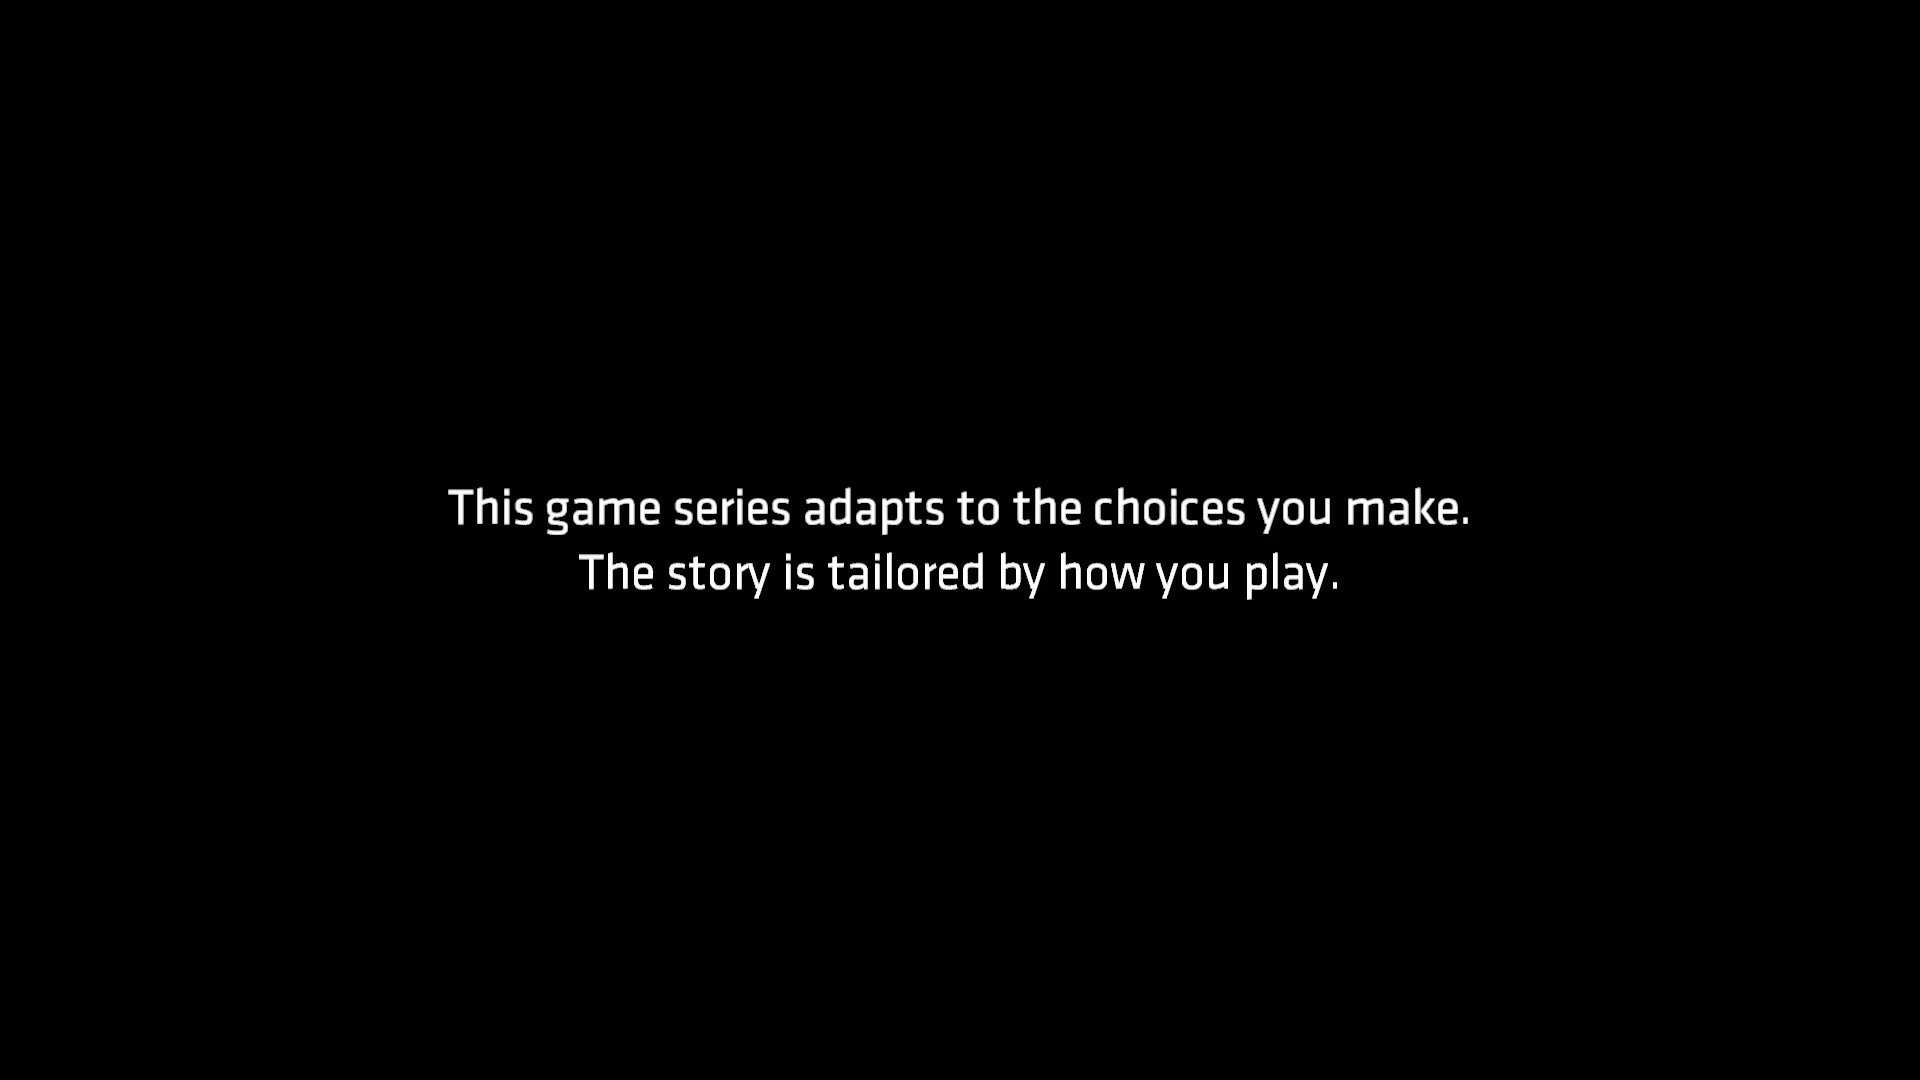 This game series adapts to the choices you make.
The story is tailored by how you play.